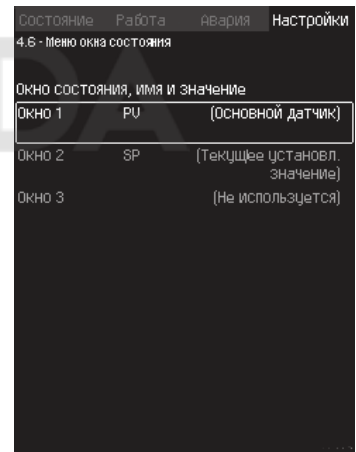 Состояние Работа Авария Настройки
4.6 - Меню окна состояния
Окно состояния, имя и значение
Окно 1 PV (Основной датчик)
Окно 2 SP (Текущее установл.
значение)
Окно 3 (Не используется)